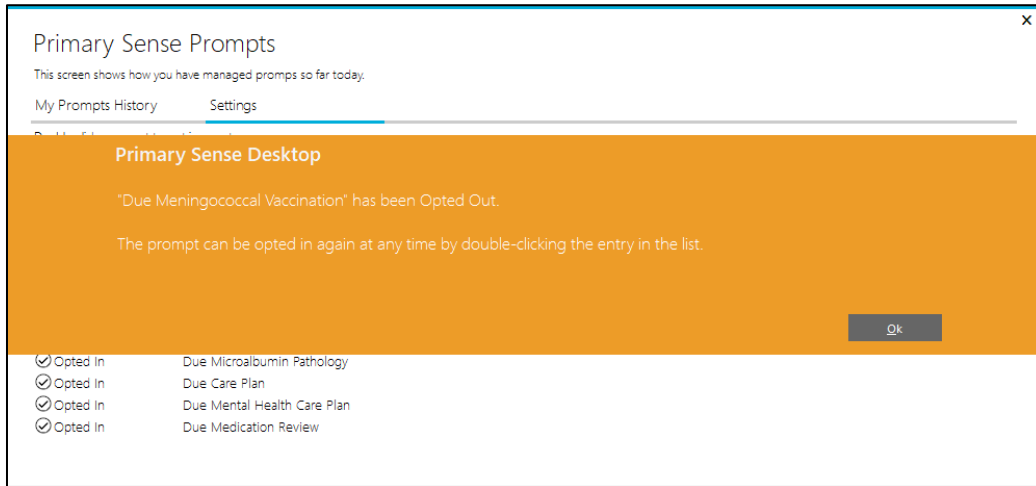 x
Primary Sense Prompts
This screen shows how you have managed promps so far today.
My Prompts History Settings
Primary Sense Desktop
"Due Meningococcal Vaccination" has been Opted Out.
The prompt can be opted in again at any time by double-clicking the entry in the list.
Ok
Opted In Due Microalbumin Pathology
Opted In Due Care Plan
Opted In Due Mental Health Care Plan
Opted In Due Medication Review